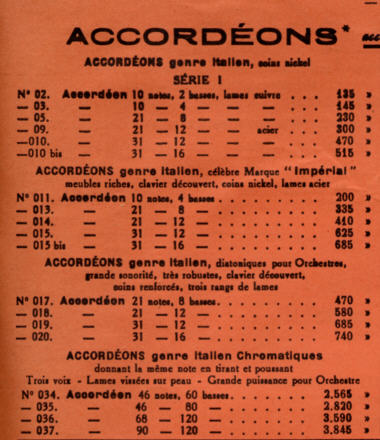 ACCORDÉONS*
ACCORDÉONS genre Italien, coins nickel
SÉRIE I
N° 02. Accordéon 10 notes, 2 basses, lames cuivre . . . 135 »
— 03. — 10 — 4 — — — . . . 145 »
— 05. — 21 — 8 — — — . . . 230 »
— 09. — 21 — 12 — — acier . . . 300 »
—010. — 31 — 12 — — — . . . 470 »
—010 bis — 31 — 16 — — — . . . 515 »
ACCORDÉONS genre Italien, célèbre Marque "Impérial"
meubles riches, clavier découvert, coins nickel, lames acier
N° 011. Accordéon 10 notes, 4 basses . . . . . . . . 200 »
— 013. — 21 — 8 — . . . . . . . . 335 »
— 014. — 21 — 12 — . . . . . . . . 410 »
— 015. — 31 — 12 — . . . . . . . . 625 »
— 015 bis — 31 — 16 — . . . . . . . . 685 »
ACCORDÉONS genre Italien, diatoniques pour Orchestres,
grande sonorité, très robustes, clavier découvert,
coins renforcés, trois rangs de lames
N° 017. Accordéon 21 notes, 8 basses. . . . . . . . . 470 »
— 018. — 21 — 12 — . . . . . . . . 580 »
— 019. — 31 — 12 — . . . . . . . . 685 »
— 020. — 31 — 16 — . . . . . . . . 740 »
ACCORDÉONS genre Italien Chromatiques
donnant la même note en tirant et poussant
Trois voix - Lames vissées sur peau - Grande puissance pour Orchestre
N° 034. Accordéon 46 notes, 60 basses. . . . . . . . 2.565 »
— 035. — 46 — 80 — . . . . . . . . 2.820 »
— 036. — 68 — 120 — . . . . . . . . 3.590 »
— 037. — 90 — 120 — . . . . . . . . 3.845 »